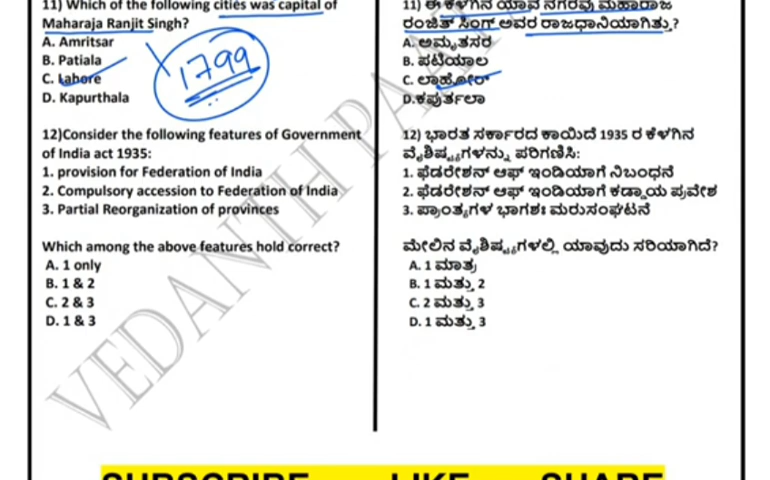 11) Which of the following cities was capital of
Maharaja Ranjit Singh?
A. Amritsar
B. Patiala
C. Lahore
D. Kapurthala
1799
12)Consider the following features of Government
of India act 1935:
1. provision for Federation of India
2. Compulsory accession to Federation of India
3. Partial Reorganization of provinces
Which among the above features hold correct?
A. 1 only
B. 1 & 2
C. 2 & 3
D. 1 & 3
11) ಈ ಕೆಳಗಿನ ಯಾವ ನಗರವು ಮಹಾರಾಜ
ರಂಜಿತ್ ಸಿಂಗ್ ಅವರ ರಾಜಧಾನಿಯಾಗಿತ್ತು?
A. ಅಮೃತಸರ
B. ಪಟಿಯಾಲ
C. ಲಾಹೋರ್
D.ಕಪುರ್ತಲಾ
12) ಭಾರತ ಸರ್ಕಾರದ ಕಾಯಿದೆ 1935 ರ ಕೆಳಗಿನ
ವೈಶಿಷ್ಟ್ಯಗಳನ್ನು ಪರಿಗಣಿಸಿ:
1. ಫೆಡರೇಶನ್ ಆಫ್ ಇಂಡಿಯಾಗೆ ನಿಬಂಧನೆ
2. ಫೆಡರೇಶನ್ ಆಫ್ ಇಂಡಿಯಾಗೆ ಕಡ್ಡಾಯ ಪ್ರವೇಶ
3. ಪ್ರಾಂತ್ಯಗಳ ಭಾಗಶಃ ಮರುಸಂಘಟನೆ
ಮೇಲಿನ ವೈಶಿಷ್ಟ್ಯಗಳಲ್ಲಿ ಯಾವುದು ಸರಿಯಾಗಿದೆ?
A. 1 ಮಾತ್ರ
B. 1 ಮತ್ತು 2
C. 2 ಮತ್ತು 3
D. 1 ಮತ್ತು 3
SUBSCRIBE LIKE SHARE